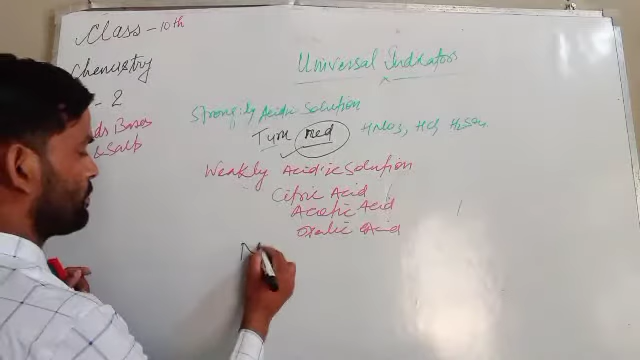 Class - 10th
Chemistry
- 2
ds Bases
& Salts
Universal Indicators
Strongly Acidic Solution
Turn Red HNO3, HCl, H2SO4
Weakly Acidic Solution
Citric Acid
Acetic Acid
Oxalic Acid
N